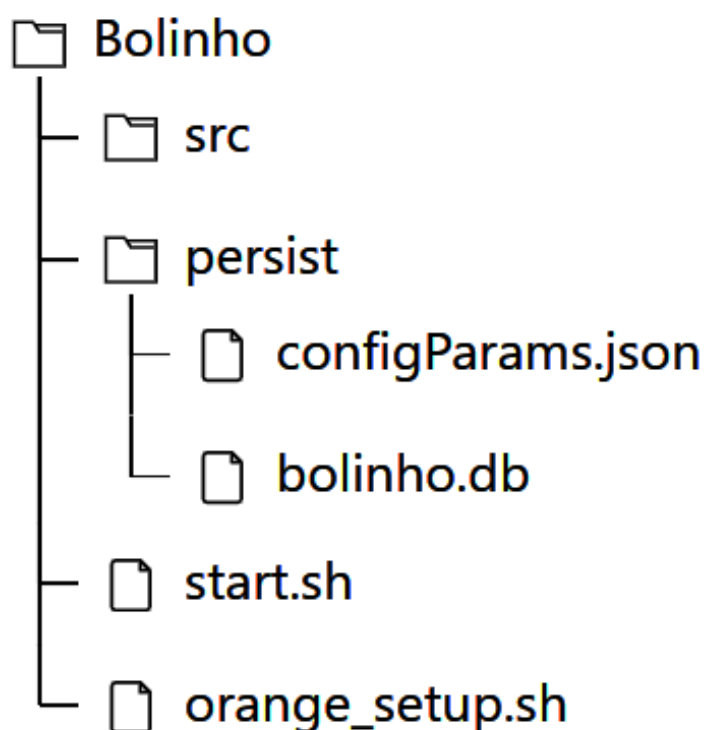 Bolinho
src
persist
configParams.json
bolinho.db
start.sh
orange_setup.sh